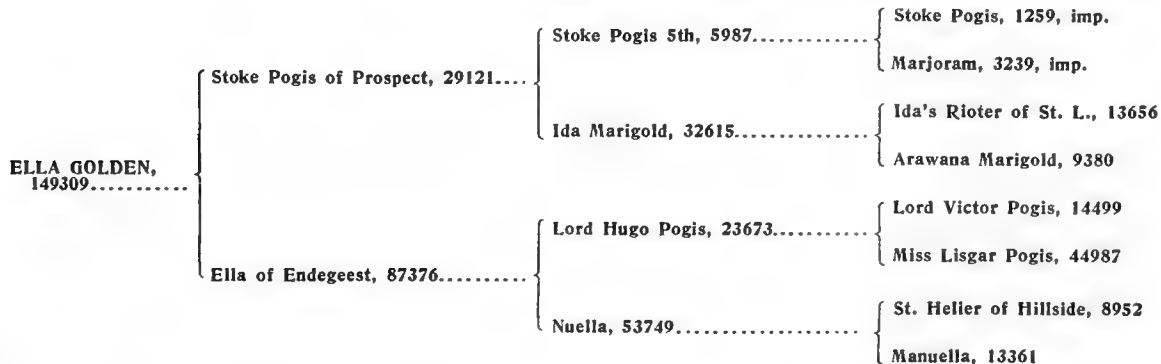 Stoke Pogis, 1259, imp.
Stoke Pogis 5th, 5987
Marjoram, 3239, imp.
Stoke Pogis of Prospect, 29121
Ida's Rioter of St. L., 13656
Ida Marigold, 32615
Arawana Marigold, 9380
ELLA GOLDEN,
149309
Lord Victor Pogis, 14499
Lord Hugo Pogis, 23673
Miss Lisgar Pogis, 44987
Ella of Endegeest, 87376
St. Helier of Hillside, 8952
Nuella, 53749
Manuella, 13361